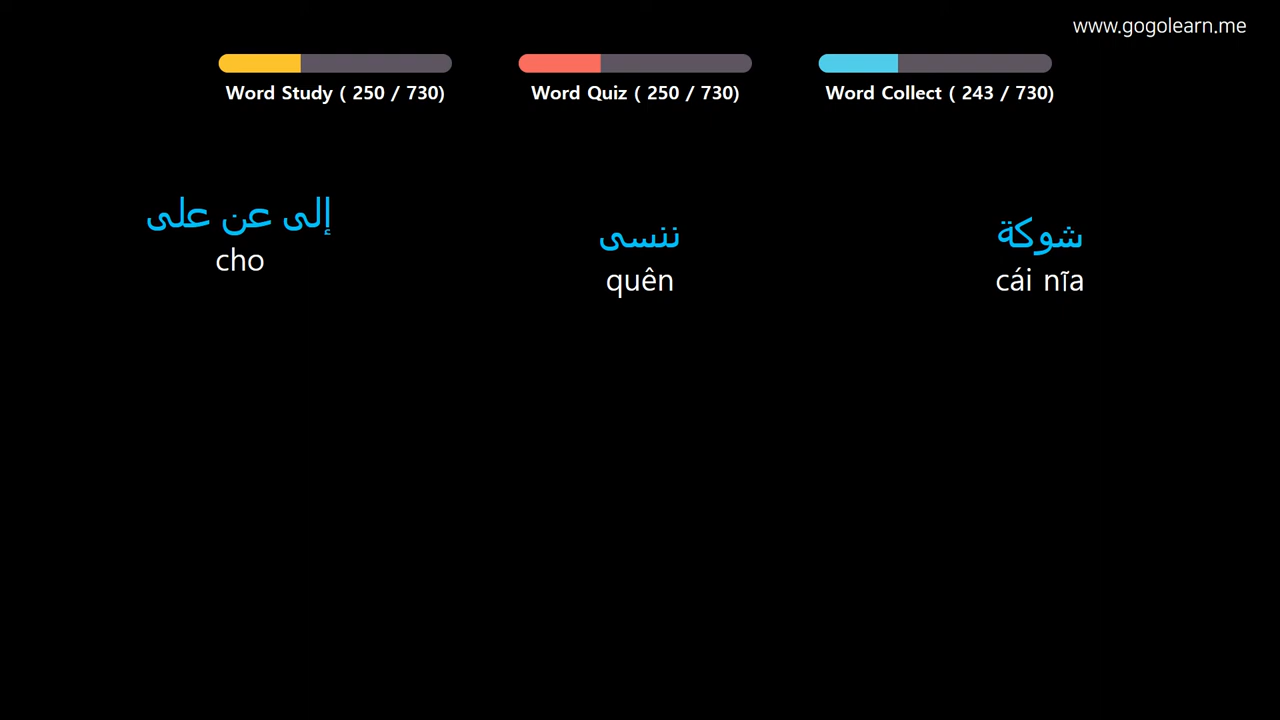 www.gogolearn.me
Word Study ( 250 / 730)
Word Quiz ( 250 / 730)
Word Collect ( 243 / 730)
إلى عن على
cho
ننسى
quên
شوكة
cái nĩa